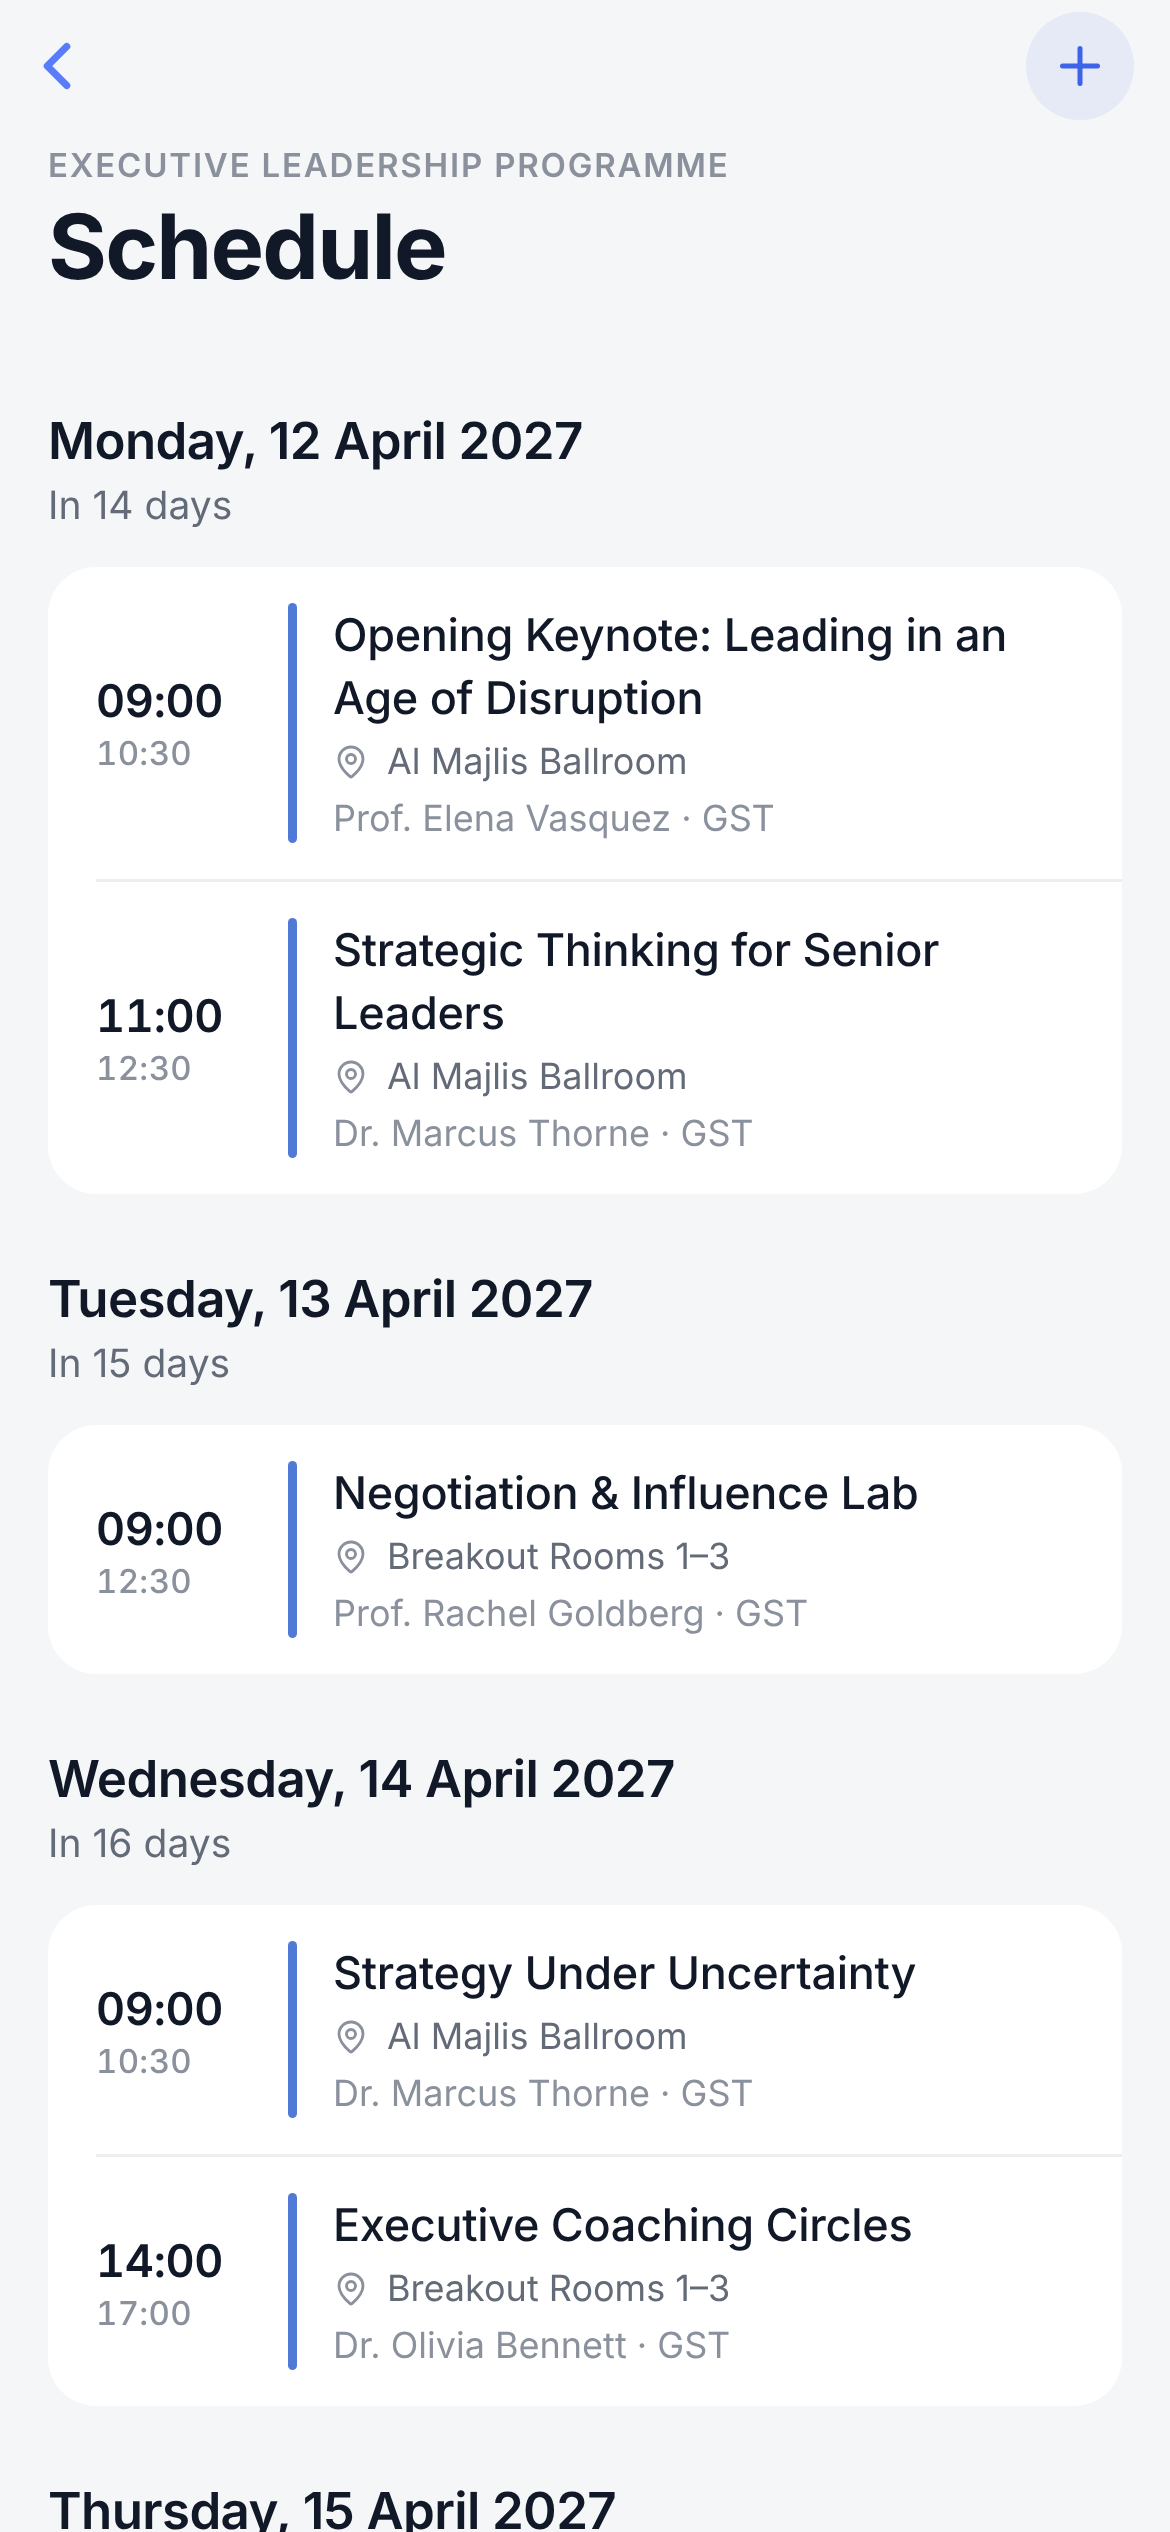 EXECUTIVE LEADERSHIP PROGRAMME
Schedule
Monday, 12 April 2027
In 14 days
09:00
10:30
Opening Keynote: Leading in an
Age of Disruption
Al Majlis Ballroom
Prof. Elena Vasquez · GST
11:00
12:30
Strategic Thinking for Senior
Leaders
Al Majlis Ballroom
Dr. Marcus Thorne · GST
Tuesday, 13 April 2027
In 15 days
09:00
12:30
Negotiation & Influence Lab
Breakout Rooms 1–3
Prof. Rachel Goldberg · GST
Wednesday, 14 April 2027
In 16 days
09:00
10:30
Strategy Under Uncertainty
Al Majlis Ballroom
Dr. Marcus Thorne · GST
14:00
17:00
Executive Coaching Circles
Breakout Rooms 1–3
Dr. Olivia Bennett · GST
Thursday, 15 April 2027